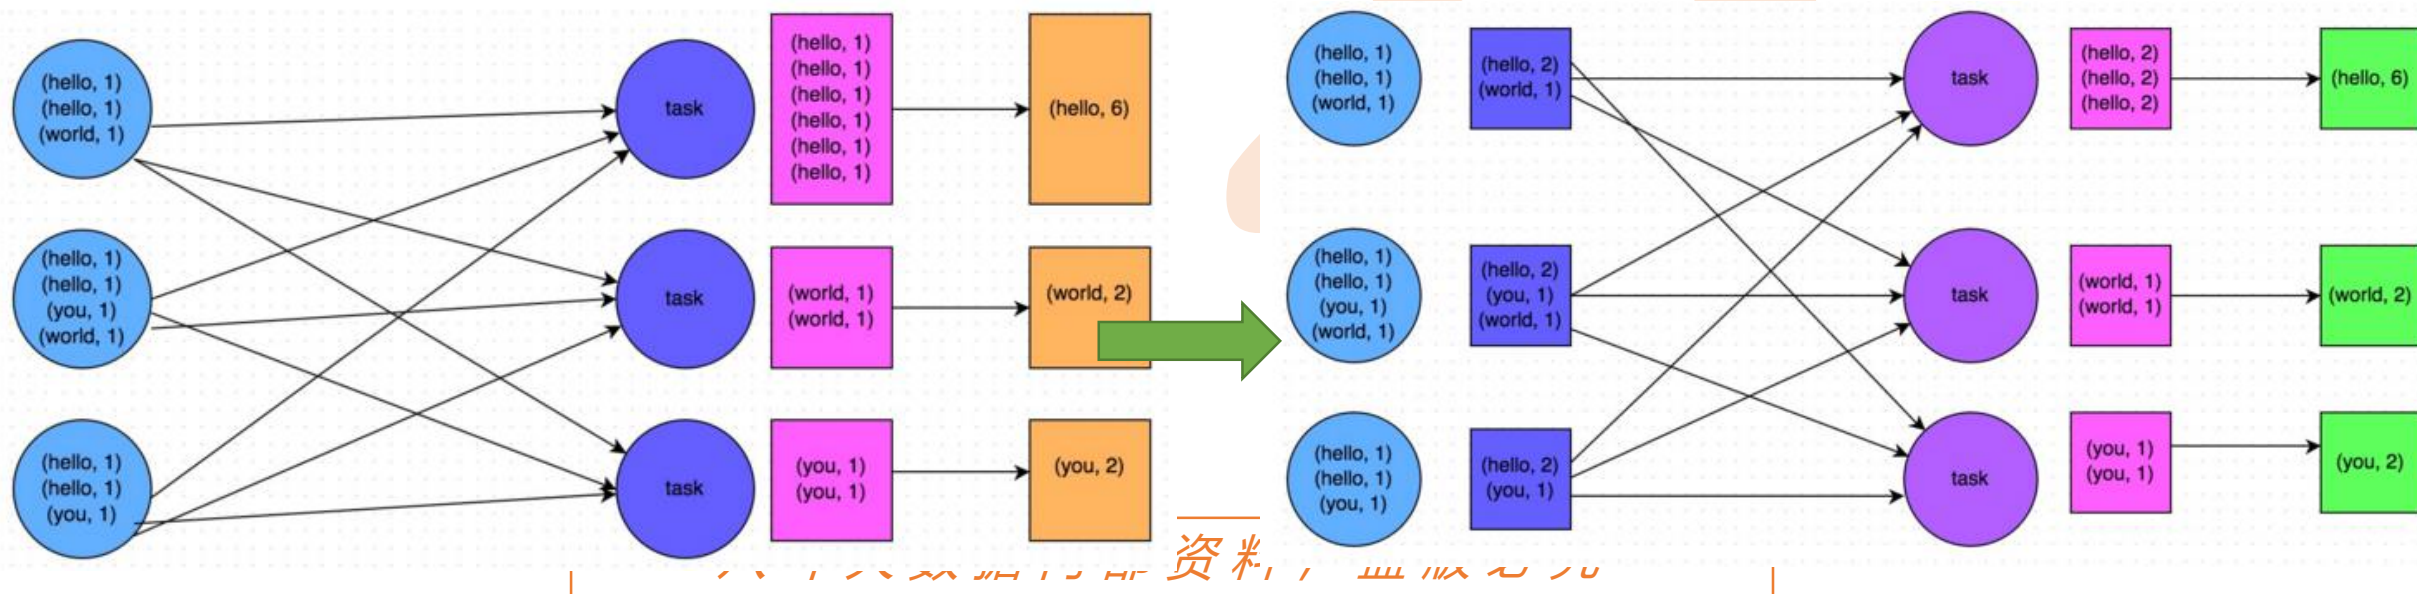 (hello, 1)
(hello, 1)
(world, 1)
task
(hello, 1)
(hello, 1)
(hello, 1)
(hello, 1)
(hello, 1)
(hello, 1)
(hello, 6)
(hello, 1)
(hello, 1)
(you, 1)
(world, 1)
task
(world, 1)
(world, 1)
(world, 2)
(hello, 1)
(hello, 1)
(you, 1)
task
(you, 1)
(you, 1)
(you, 2)
(hello, 1)
(hello, 1)
(world, 1)
(hello, 2)
(world, 1)
task
(hello, 2)
(hello, 2)
(hello, 2)
(hello, 6)
(hello, 1)
(hello, 1)
(you, 1)
(world, 1)
(hello, 2)
(you, 1)
(world, 1)
task
(world, 1)
(world, 1)
(world, 2)
(hello, 1)
(hello, 1)
(you, 1)
(hello, 2)
(you, 1)
task
(you, 1)
(you, 1)
(you, 2)
资料